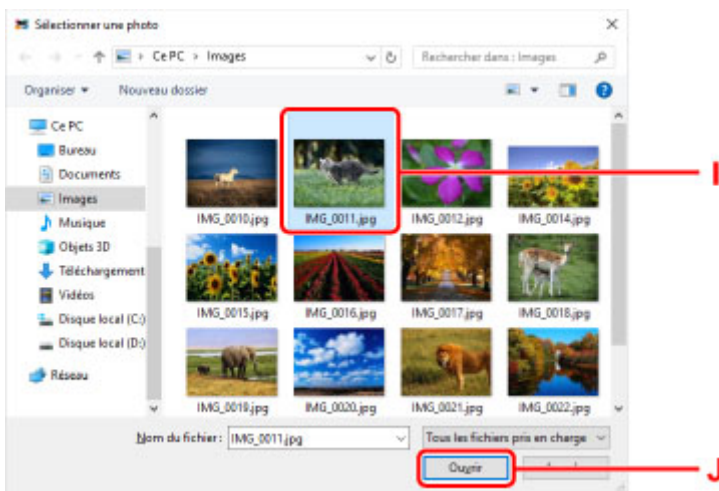 Sélectionner une photo
Ce PC > Images
Rechercher dans : Images
Organiser Nouveau dossier
Ce PC
Bureau
Documents
Images
Musique
Objets 3D
Téléchargement
Vidéos
Disque local (C:)
Disque local (D:)
Réseau
IMG_0010.jpg IMG_0011.jpg IMG_0012.jpg IMG_0014.jpg
IMG_0015.jpg IMG_0016.jpg IMG_0017.jpg IMG_0018.jpg
IMG_0019.jpg IMG_0020.jpg IMG_0021.jpg IMG_0022.jpg
I
Nom du fichier : IMG_0011.jpg Tous les fichiers pris en charge
Ouvrir
J